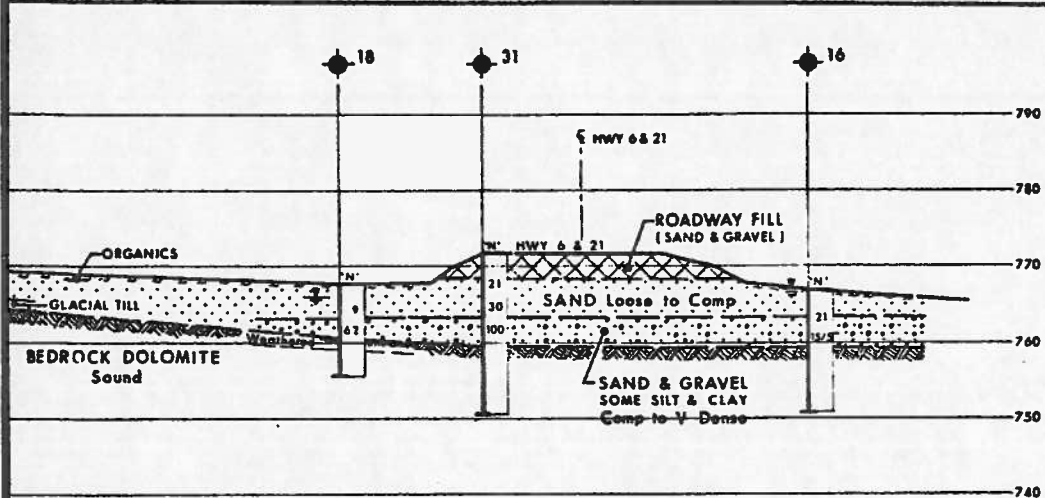 18
31
16
790
℄ HWY 6 & 21
780
ROADWAY FILL
[ SAND & GRAVEL ]
'N' HWY 6 & 21
ORGANICS
770
'N'
21
SAND Loose to Comp
'N'
GLACIAL TILL
9
30
21
62
100
760
BEDROCK DOLOMITE
Sound
SAND & GRAVEL
SOME SILT & CLAY
Comp to V Dense
750
740